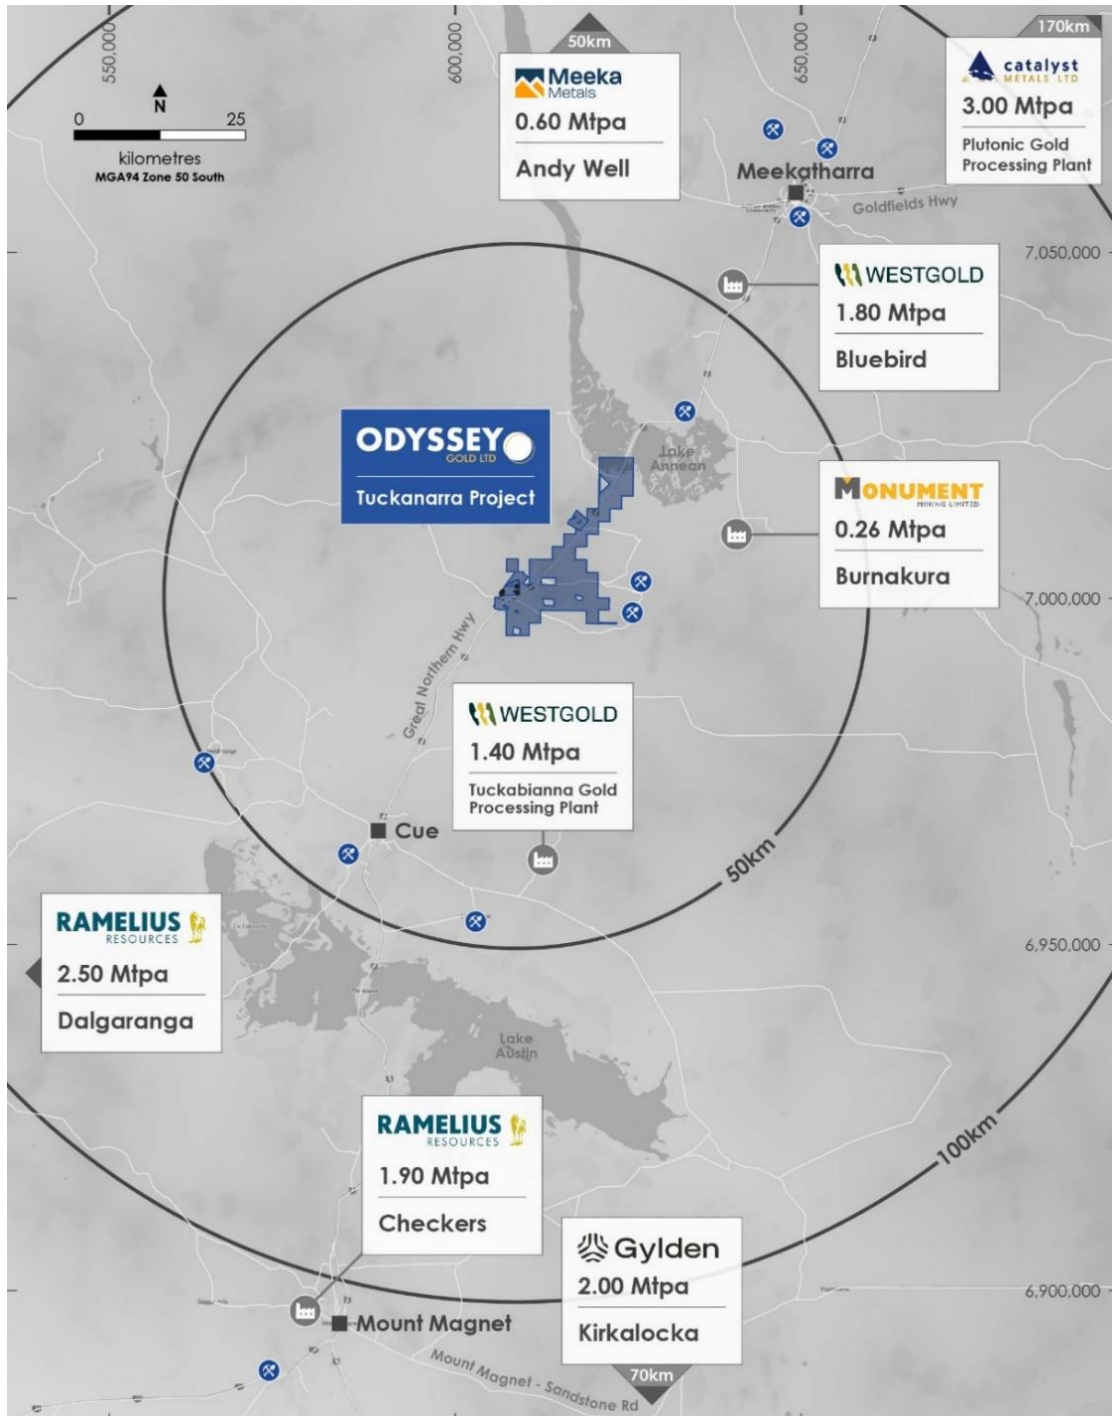 550,000
600,000
650,000
50km
170km
Meeka
Metals
0.60 Mtpa
Andy Well
catalyst
METALS LTD
3.00 Mtpa
Plutonic Gold
Processing Plant
N
0 25
kilometres
MGA94 Zone 50 South
Meekatharra
Goldfields Hwy
7,050,000
WESTGOLD
1.80 Mtpa
Bluebird
ODYSSEY
GOLD LTD
Tuckanarra Project
Lake
Annean
MONUMENT
MINING LIMITED
0.26 Mtpa
Burnakura
7,000,000
Great Northern Hwy
WESTGOLD
1.40 Mtpa
Tuckabianna Gold
Processing Plant
Cue
50km
RAMELIUS
RESOURCES
2.50 Mtpa
Dalgaranga
6,950,000
Lake
Austin
RAMELIUS
RESOURCES
1.90 Mtpa
Checkers
100km
Gylden
2.00 Mtpa
Kirkalocka
6,900,000
Mount Magnet
70km
Mount Magnet - Sandstone Rd